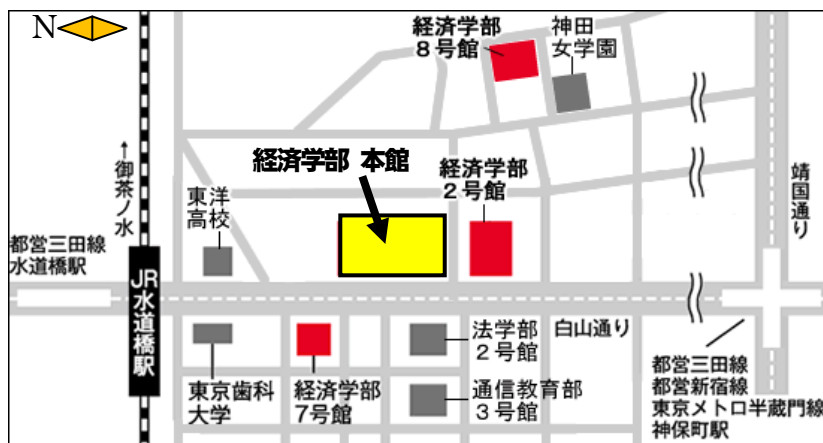 N
経済学部
8号館
神田
女学園
↑御茶ノ水
経済学部 本館
経済学部
2号館
東洋
高校
靖国通り
都営三田線
水道橋駅
JR水道橋駅
白山通り
法学部
2号館
東京歯科
大学
経済学部
7号館
通信教育部
3号館
都営三田線
都営新宿線
東京メトロ半蔵門線
神保町駅